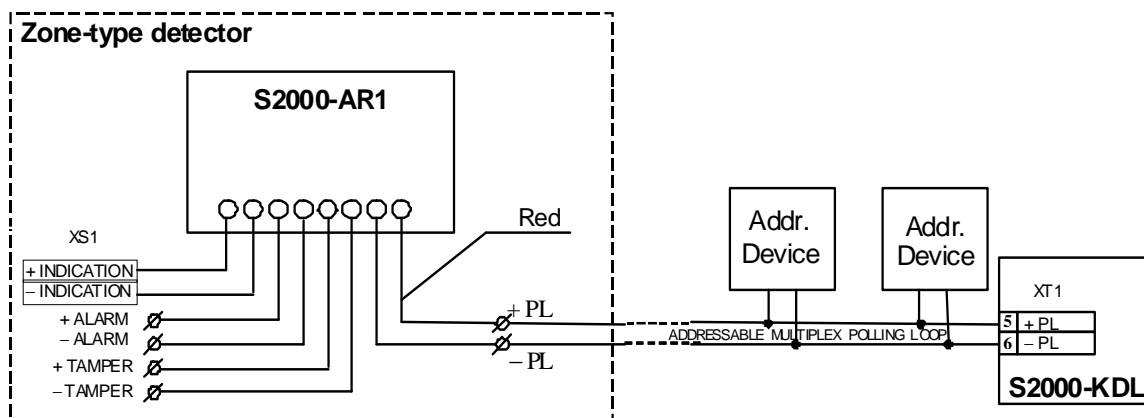 Zone-type detector
S2000-AR1
Red
XS1
+ INDICATION
– INDICATION
+ ALARM
– ALARM
+ TAMPER
– TAMPER
+ PL
– PL
Addr.
Device
Addr.
Device
ADDRESSABLE MULTIPLEX POLLING LOOP
XT1
5 + PL
6 – PL
S2000-KDL